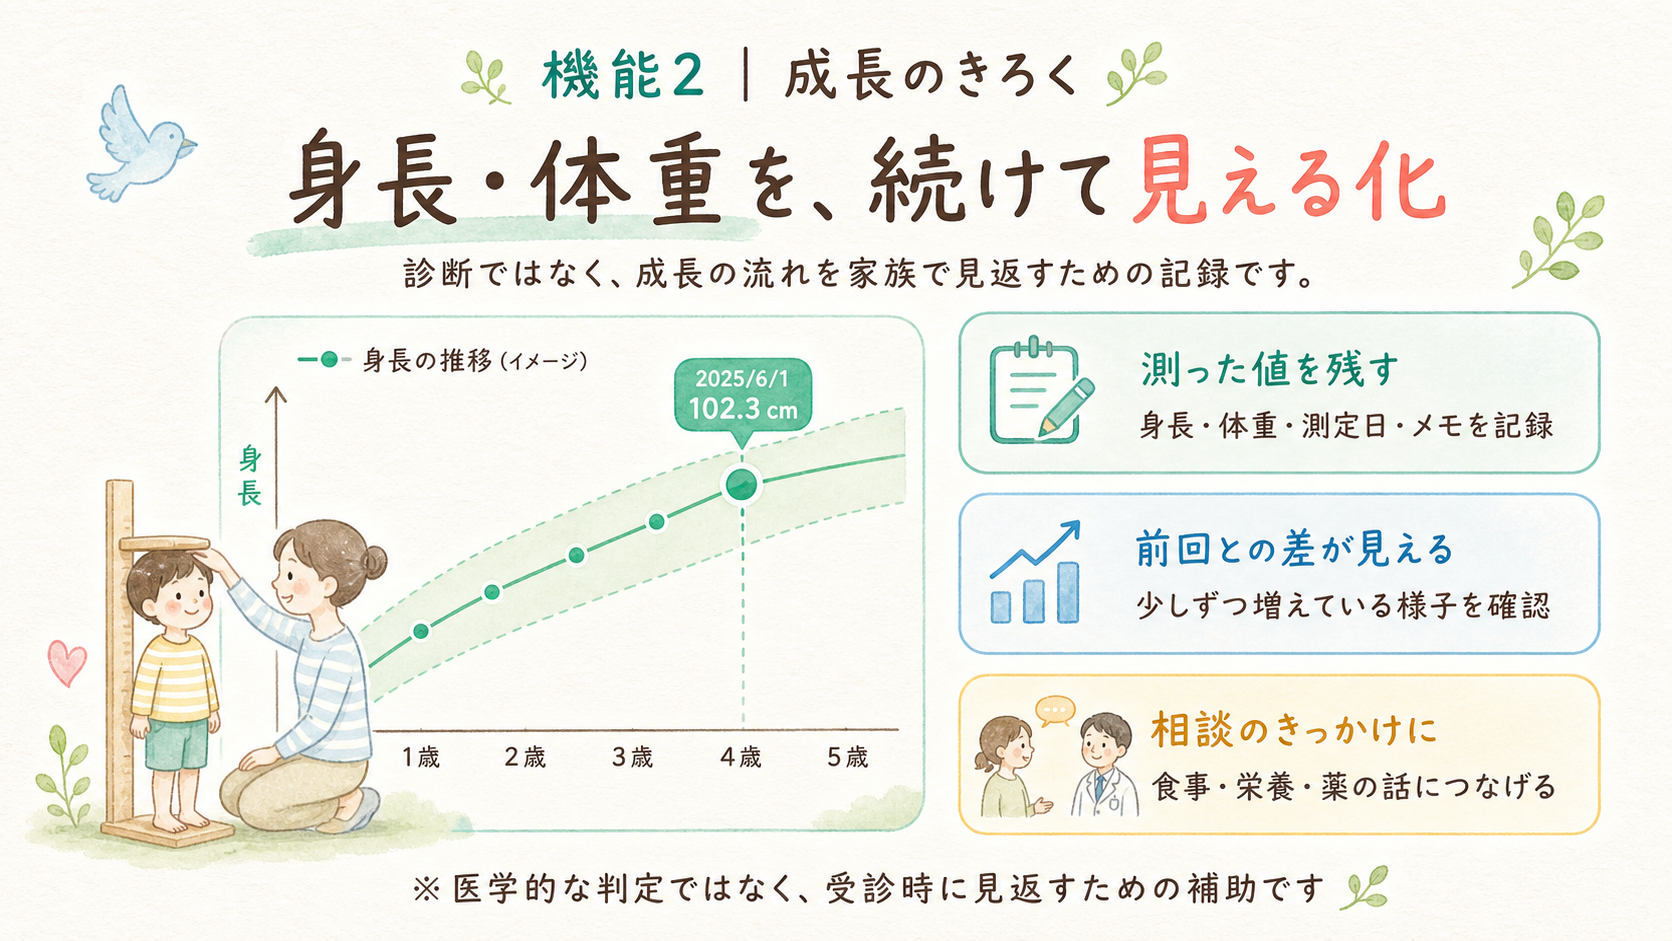 機能2｜成長のきろく
身長・体重を、続けて見える化
診断ではなく、成長の流れを家族で見返すための記録です。
身長の推移（イメージ）
2025/6/1
102.3 cm
身長
1歳 2歳 3歳 4歳 5歳
測った値を残す
身長・体重・測定日・メモを記録
前回との差が見える
少しずつ増えている様子を確認
相談のきっかけに
食事・栄養・薬の話につなげる
※ 医学的な判定ではなく、受診時に見返すための補助です